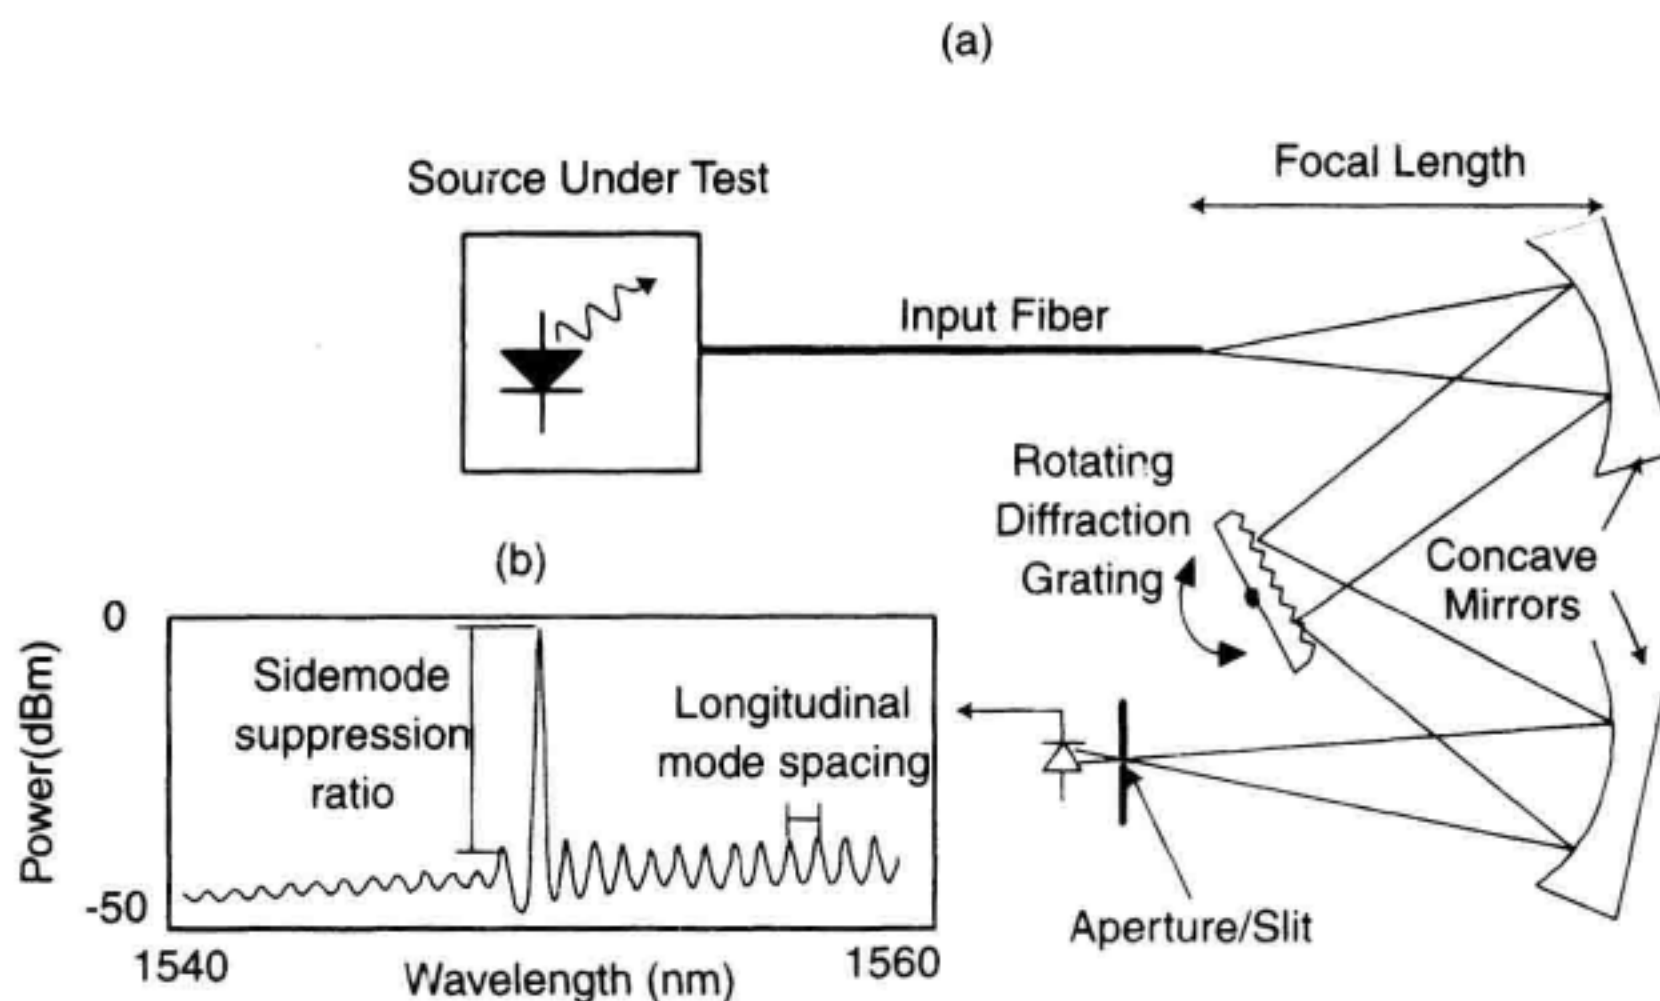 (a)
Source Under Test
Focal Length
Input Fiber
Rotating
Diffraction
Grating
Concave
Mirrors
Aperture/Slit
(b)
0
Sidemode
suppression
ratio
Longitudinal
mode spacing
Power(dBm)
-50
1540
Wavelength (nm)
1560